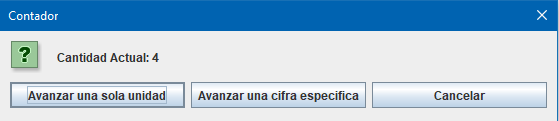 Contador
Cantidad Actual: 4
Avanzar una sola unidad
Avanzar una cifra especifica
Cancelar